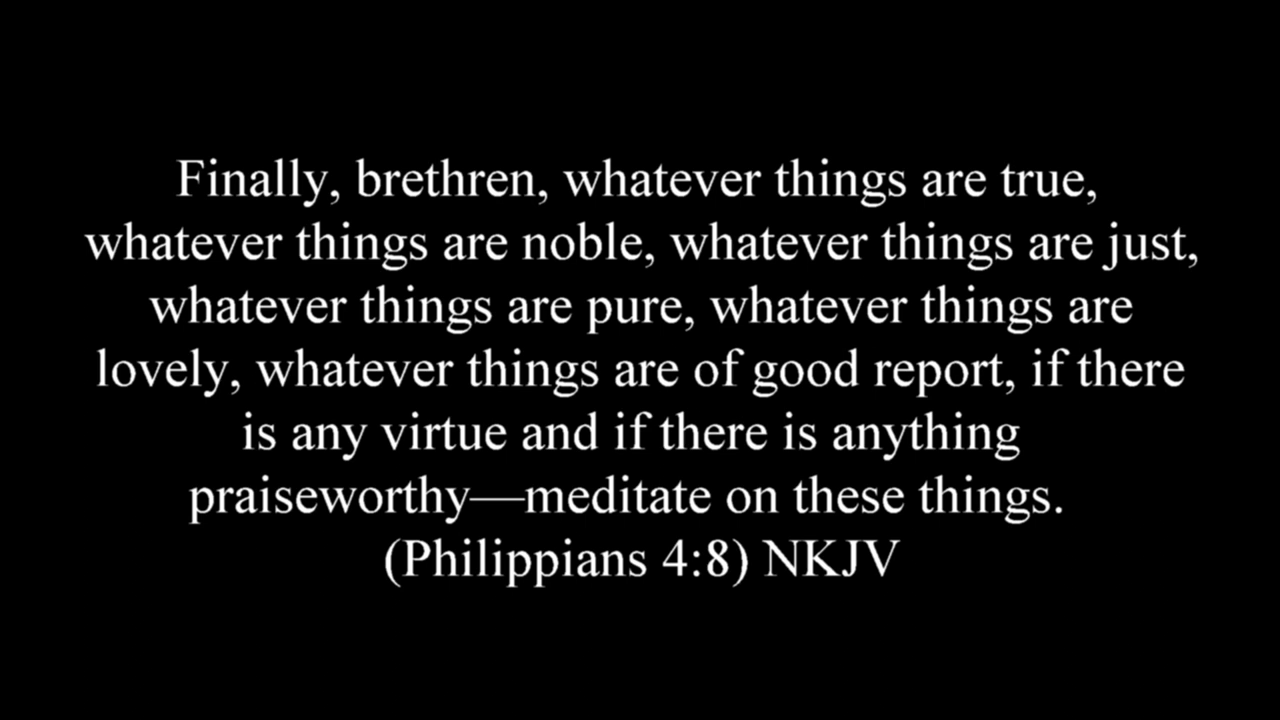 Finally, brethren, whatever things are true,
whatever things are noble, whatever things are just,
whatever things are pure, whatever things are
lovely, whatever things are of good report, if there
is any virtue and if there is anything
praiseworthy—meditate on these things.
(Philippians 4:8) NKJV